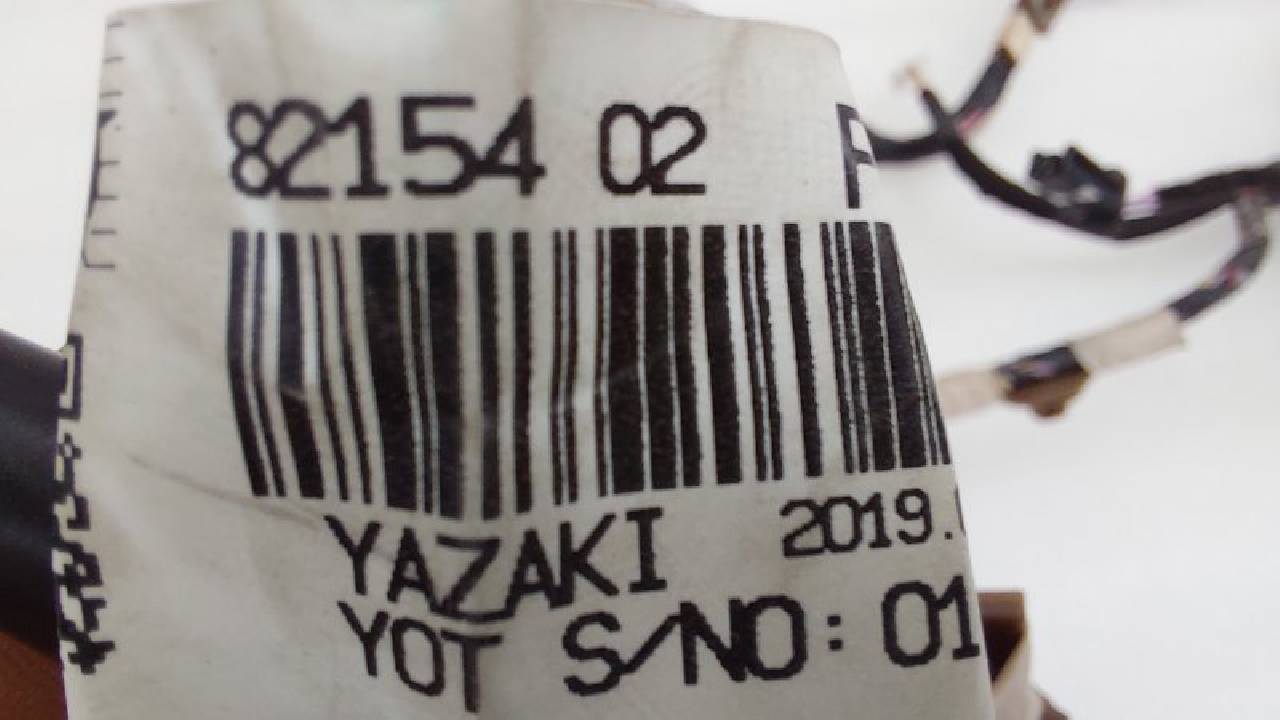 82154 02 P
YAZAKI 2019.
YOT S/NO: 01